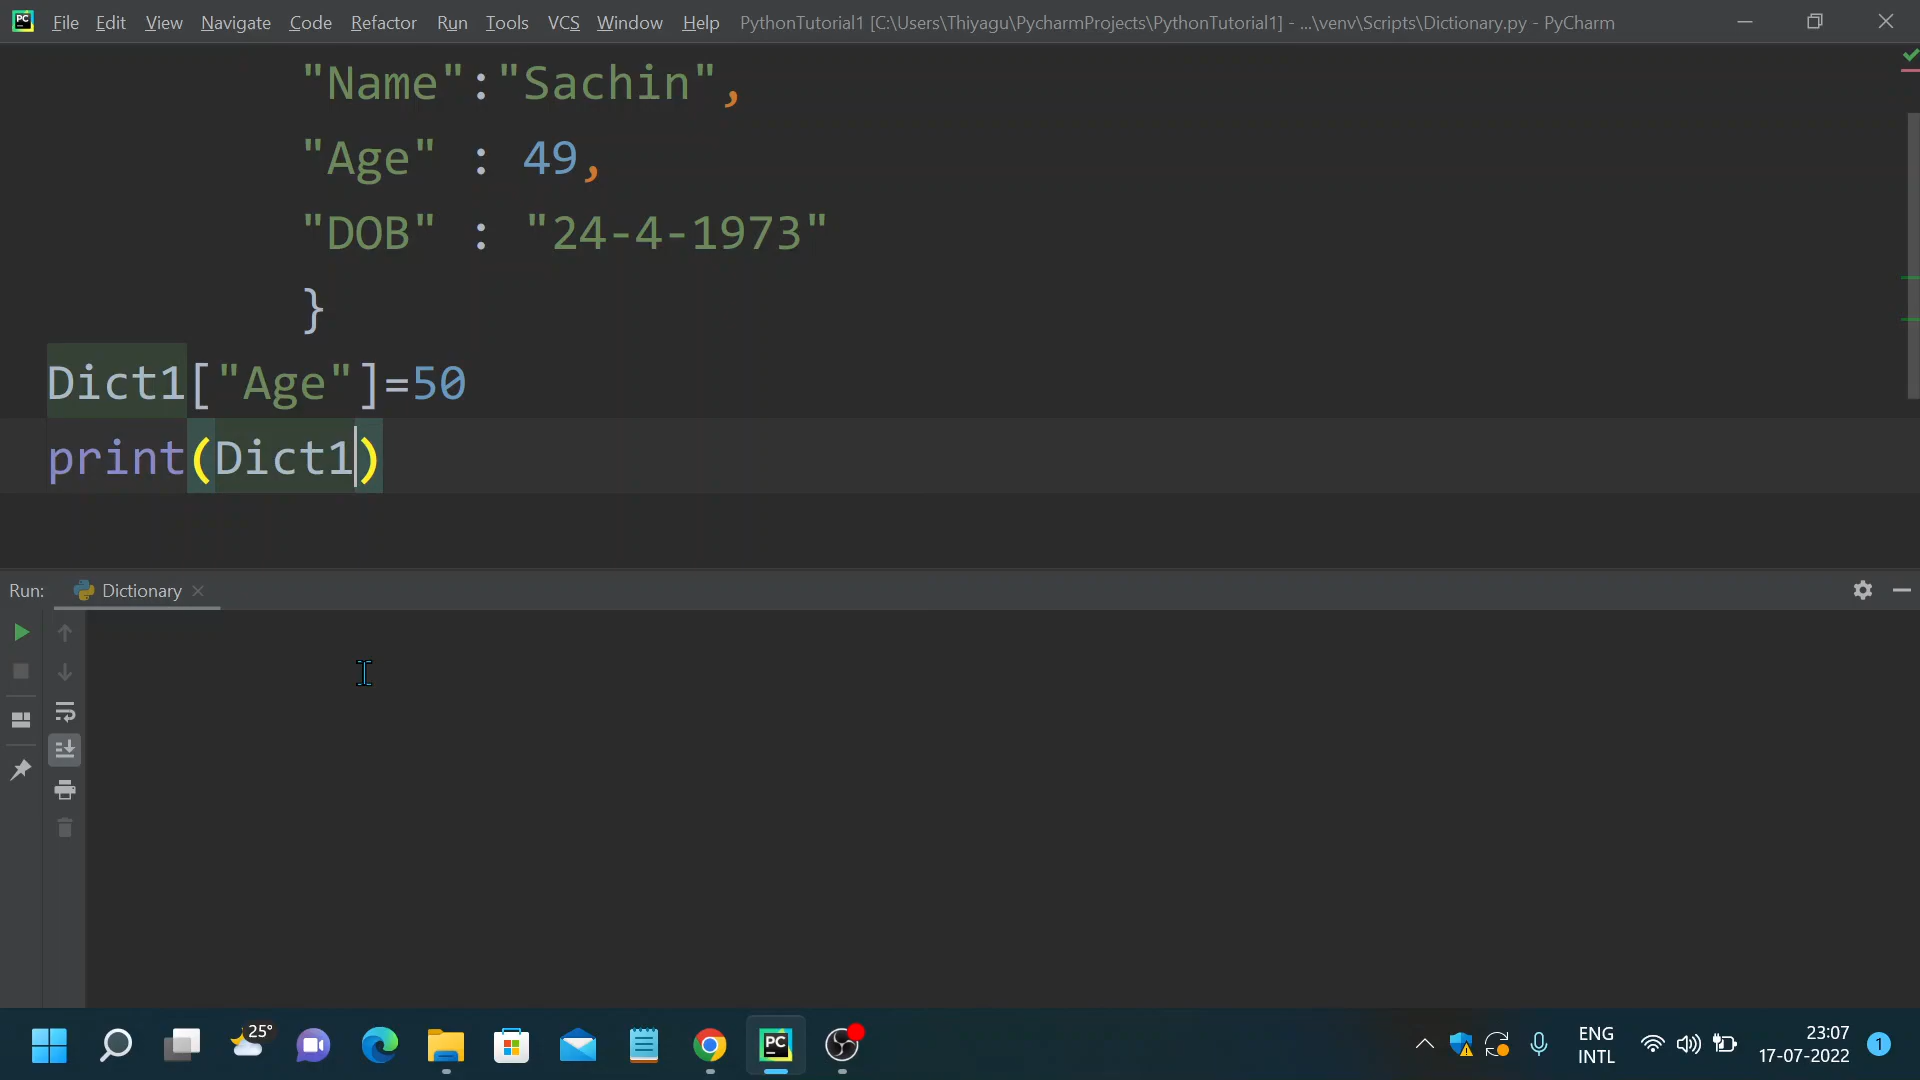 PC File Edit View Navigate Code Refactor Run Tools VCS Window Help PythonTutorial1 [C:\Users\Thiyagu\PycharmProjects\PythonTutorial1] - ...\venv\Scripts\Dictionary.py - PyCharm
"Name":"Sachin",
"Age" : 49,
"DOB" : "24-4-1973"
}
Dict1["Age"]=50
print(Dict1)
Run: Dictionary
25°
PC
ENG
INTL
23:07
17-07-2022
1